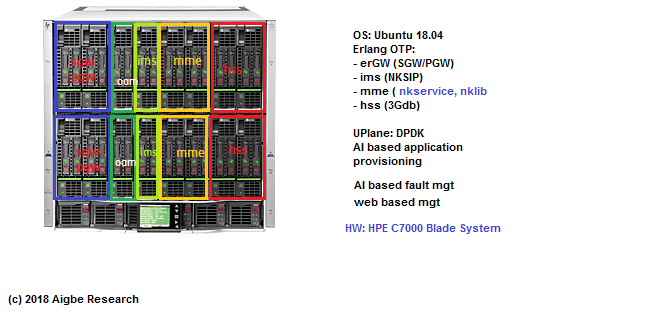 sgw
pgw
oam
ims
mme
hss
sgw
pgw
oam
ims
mme
hss
OS: Ubuntu 18.04
Erlang OTP:
- erGW (SGW/PGW)
- ims (NKSIP)
- mme ( nkservice, nklib
- hss (3Gdb)
UPlane: DPDK
AI based application
provisioning
AI based fault mgt
web based mgt
HW: HPE C7000 Blade System
(c) 2018 Aigbe Research